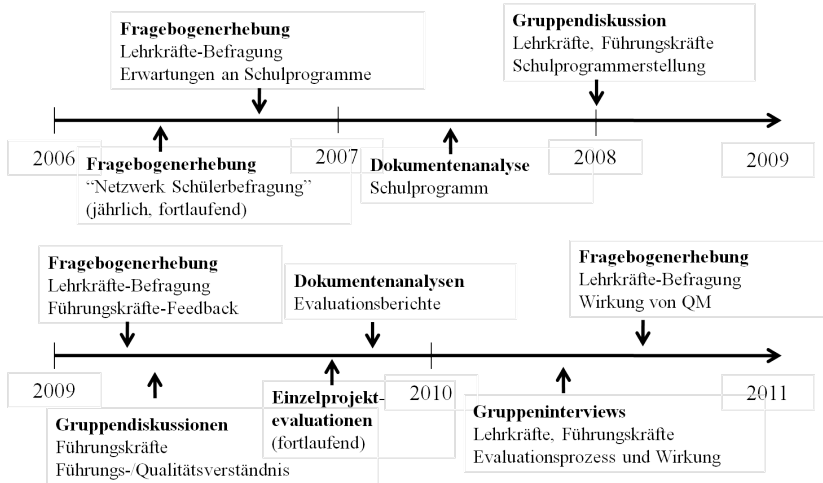 Fragebogenerhebung
Lehrkräfte-Befragung
Erwartungen an Schulprogramme
Gruppendiskussion
Lehrkräfte, Führungskräfte
Schulprogrammerstellung
2006
2007
2008
2009
Fragebogenerhebung
“Netzwerk Schülerbefragung”
(jährlich, fortlaufend)
Dokumentenanalyse
Schulprogramm
Fragebogenerhebung
Lehrkräfte-Befragung
Führungskräfte-Feedback
Dokumentenanalysen
Evaluationsberichte
Fragebogenerhebung
Lehrkräfte-Befragung
Wirkung von QM
2009
2010
2011
Gruppendiskussionen
Führungskräfte
Führungs-/Qualitätsverständnis
Einzelprojekt-
evaluationen
(fortlaufend)
Gruppeninterviews
Lehrkräfte, Führungskräfte
Evaluationsprozess und Wirkung